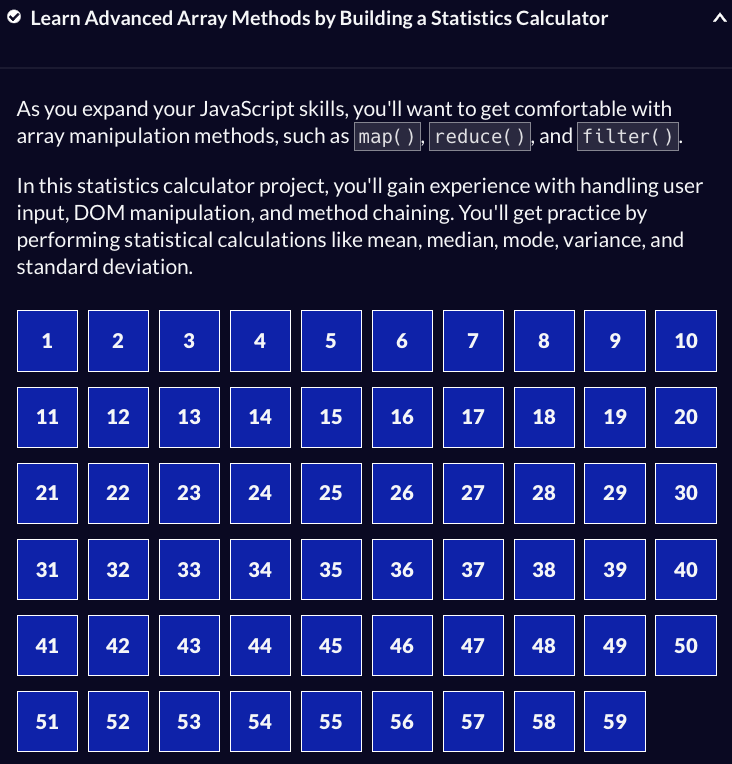 Learn Advanced Array Methods by Building a Statistics Calculator
As you expand your JavaScript skills, you'll want to get comfortable with
array manipulation methods, such as map(), reduce(), and filter().
In this statistics calculator project, you'll gain experience with handling user
input, DOM manipulation, and method chaining. You'll get practice by
performing statistical calculations like mean, median, mode, variance, and
standard deviation.
1 2 3 4 5 6 7 8 9 10
11 12 13 14 15 16 17 18 19 20
21 22 23 24 25 26 27 28 29 30
31 32 33 34 35 36 37 38 39 40
41 42 43 44 45 46 47 48 49 50
51 52 53 54 55 56 57 58 59